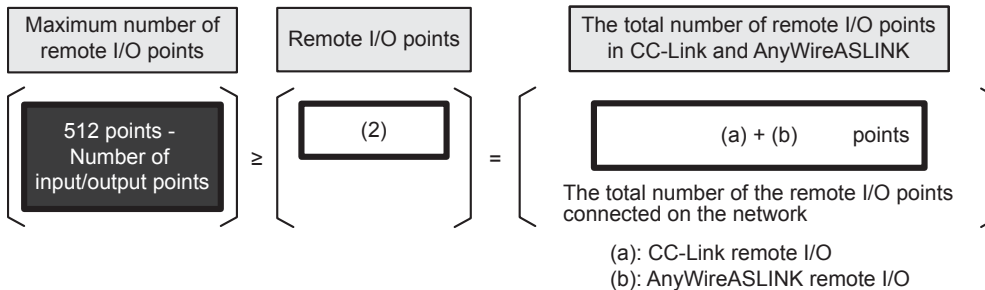 Maximum number of
remote I/O points
Remote I/O points
The total number of remote I/O points
in CC-Link and AnyWireASLINK
512 points -
Number of
input/output points
≥
(2)
=
(a) + (b) points
The total number of the remote I/O points
connected on the network
(a): CC-Link remote I/O
(b): AnyWireASLINK remote I/O